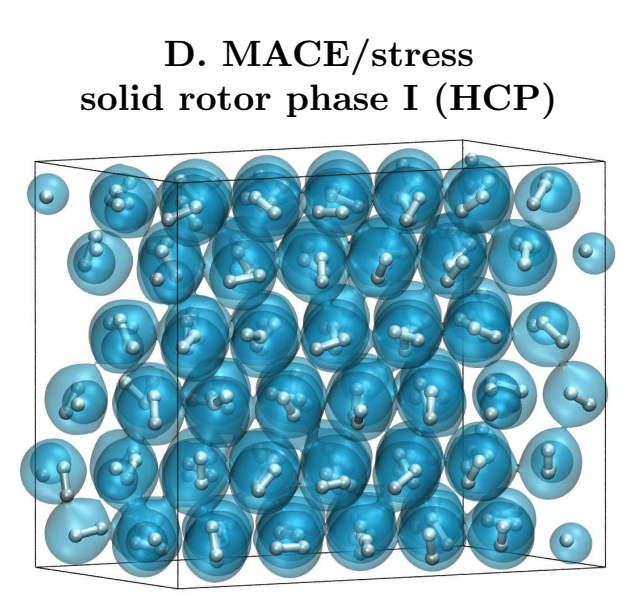 D. MACE/stress
solid rotor phase I (HCP)